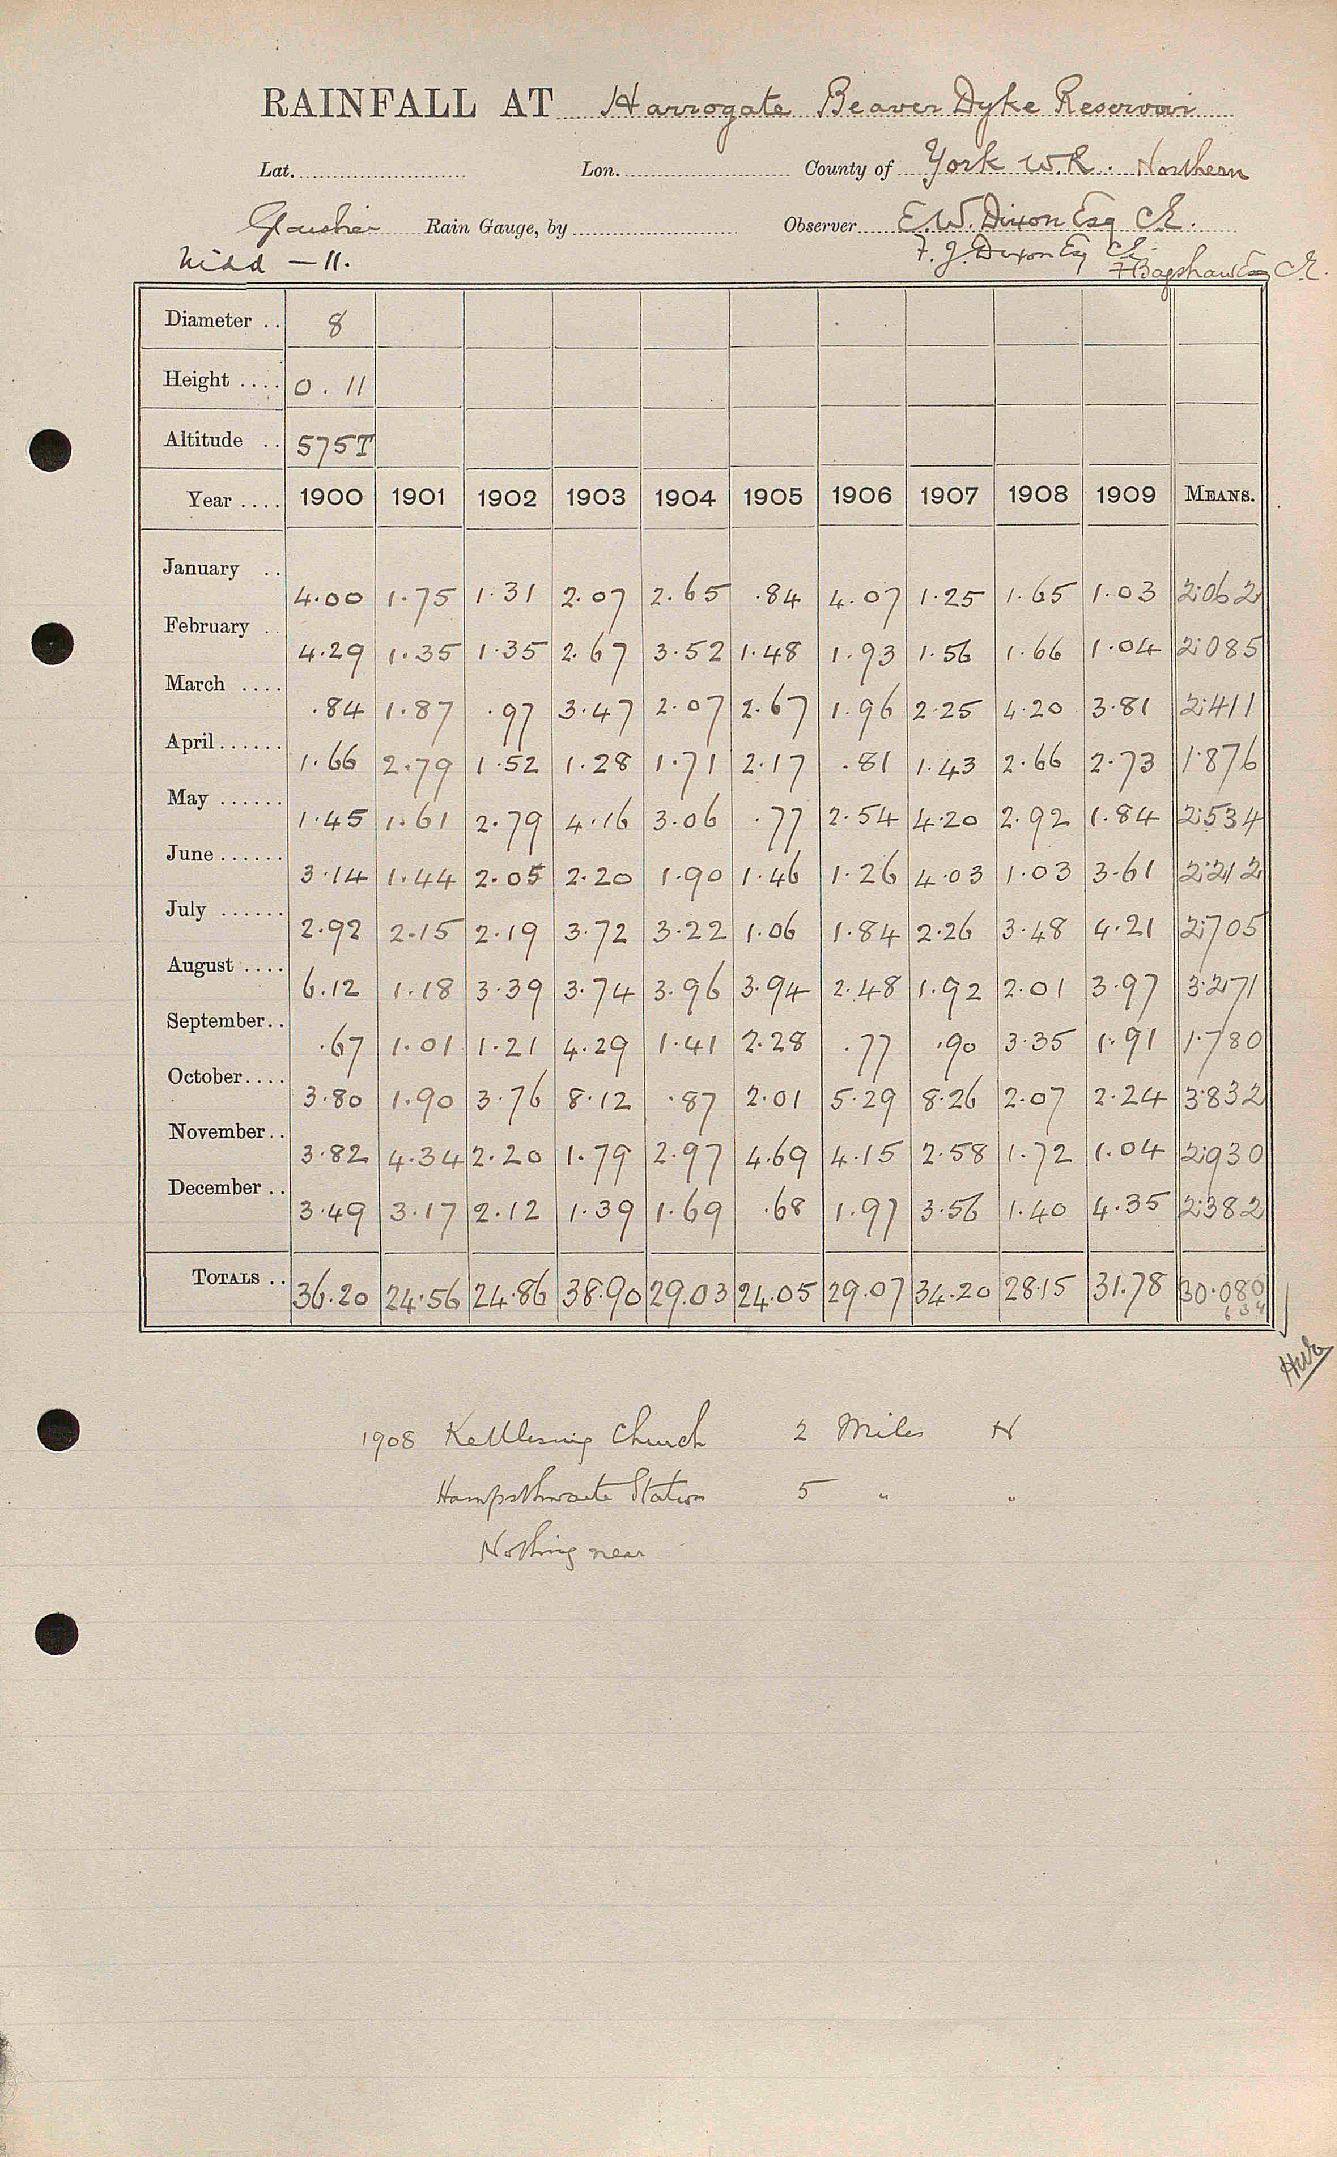 RAINFALL AT Harrogate Beaver Dyke Reservoir
Lat. Lon. County of York W.R. Northern
Glaisher Rain Gauge, by Observer E.W. Dixon Esq C.E.
Nidd — 11. F. J. Dixon Esq C.E.
F Bagshaw Esq C.E.
Diameter .. 8
Height .... 0 . 11
Altitude .. 575T
Year .... 1900 1901 1902 1903 1904 1905 1906 1907 1908 1909 MEANS.
January .. 4.00 1.75 1.31 2.07 2.65 .84 4.07 1.25 1.65 1.03 2.062
February .. 4.29 1.35 1.35 2.67 3.52 1.48 1.93 1.56 1.66 1.04 2.085
March .... .84 1.87 .97 3.47 2.07 2.67 1.96 2.25 4.20 3.81 2.411
April ...... 1.66 2.79 1.52 1.28 1.71 2.17 .81 1.43 2.66 2.73 1.876
May ...... 1.45 1.61 2.79 4.16 3.06 .77 2.54 4.20 2.92 1.84 2.534
June ...... 3.14 1.44 2.05 2.20 1.90 1.46 1.26 4.03 1.03 3.61 2.212
July ...... 2.92 2.15 2.19 3.72 3.22 1.06 1.84 2.26 3.48 4.21 2.705
August .... 6.12 1.18 3.39 3.74 3.96 3.94 2.48 1.92 2.01 3.97 3.271
September.. .67 1.01 1.21 4.29 1.41 2.28 .77 .90 3.35 1.91 1.780
October.... 3.80 1.90 3.76 8.12 .87 2.01 5.29 8.26 2.07 2.24 3.832
November.. 3.82 4.34 2.20 1.79 2.97 4.69 4.15 2.58 1.72 1.04 2.930
December .. 3.49 3.17 2.12 1.39 1.69 .68 1.97 3.56 1.40 4.35 2.382
TOTALS .. 36.20 24.56 24.86 38.90 29.03 24.05 29.07 34.20 28.15 31.78 30.080
1908 Kettlesing Church 2 Miles N
Hampsthwaite Station 5 " "
Nothing near